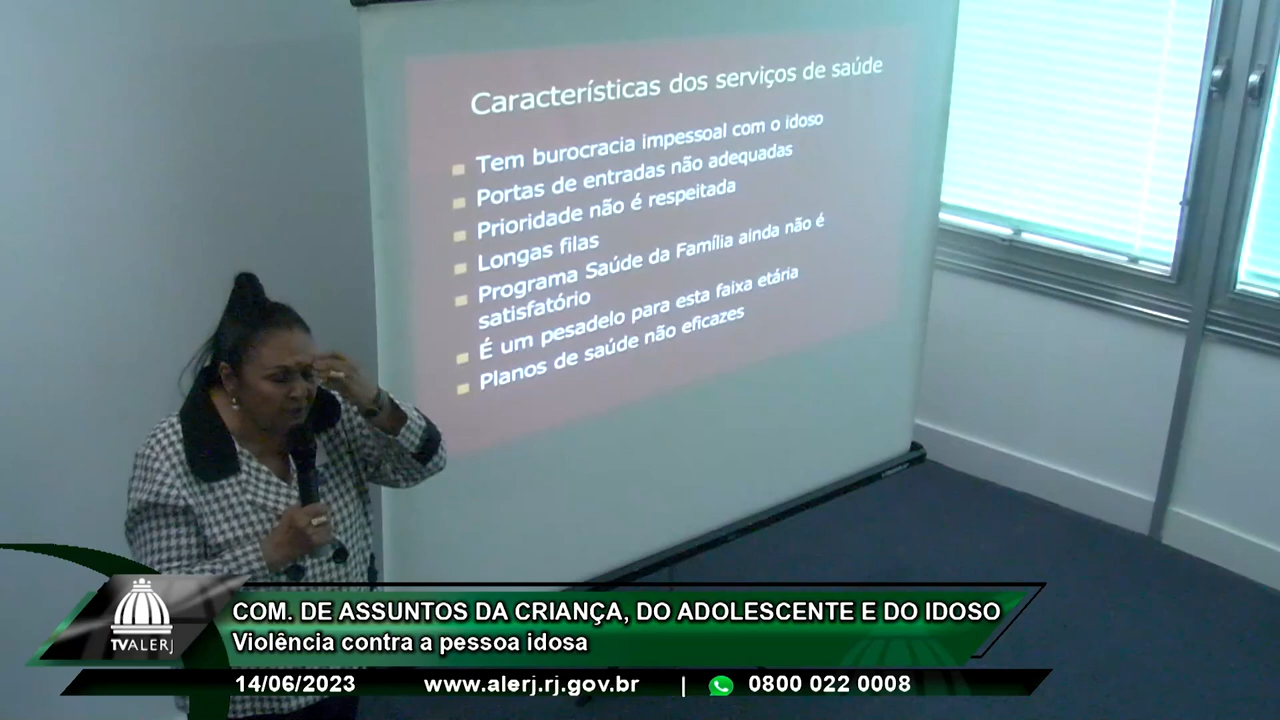 Características dos serviços de saúde
Tem burocracia impessoal com o idoso
Portas de entradas não adequadas
Prioridade não é respeitada
Longas filas
Programa Saúde da Família ainda não é
satisfatório
É um pesadelo para esta faixa etária
Planos de saúde não eficazes
TVALERJ
COM. DE ASSUNTOS DA CRIANÇA, DO ADOLESCENTE E DO IDOSO
Violência contra a pessoa idosa
14/06/2023 www.alerj.rj.gov.br | 0800 022 0008